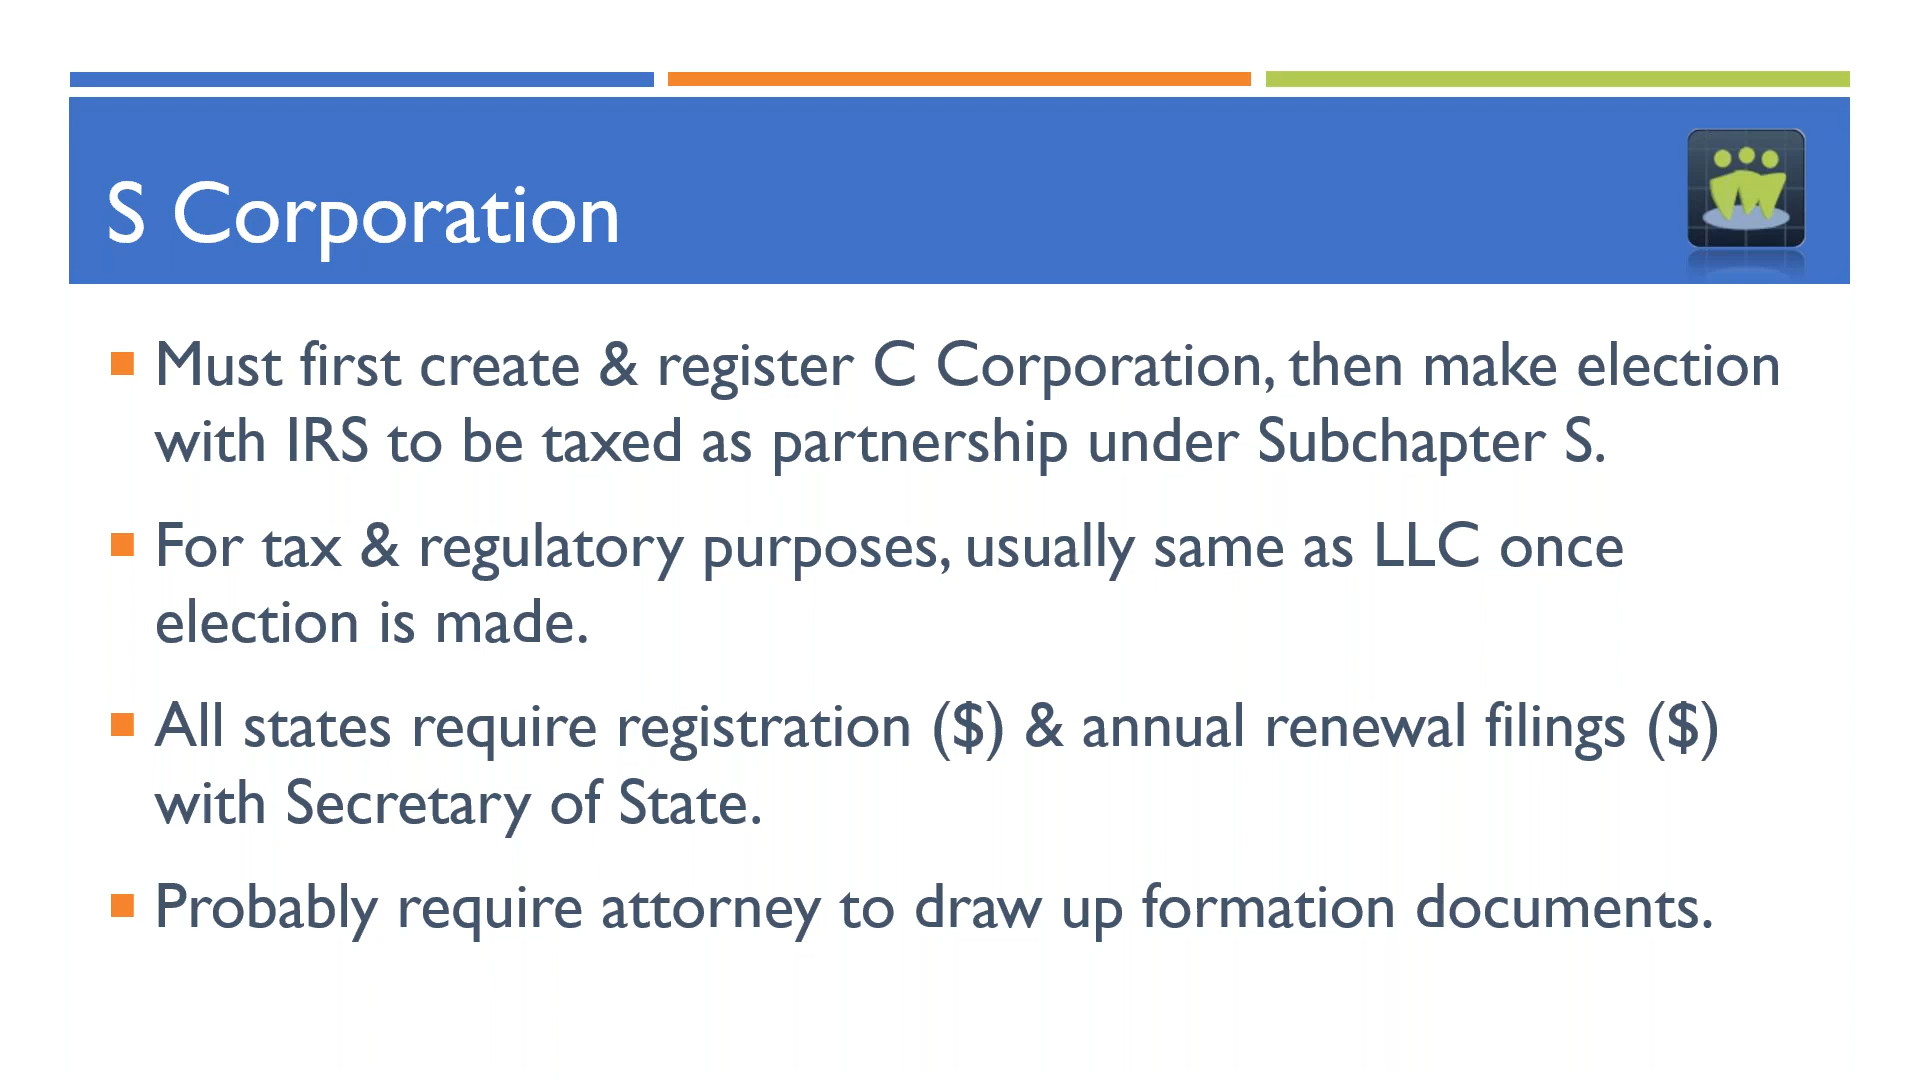 S Corporation
Must first create & register C Corporation, then make election
with IRS to be taxed as partnership under Subchapter S.
For tax & regulatory purposes, usually same as LLC once
election is made.
All states require registration ($) & annual renewal filings ($)
with Secretary of State.
Probably require attorney to draw up formation documents.